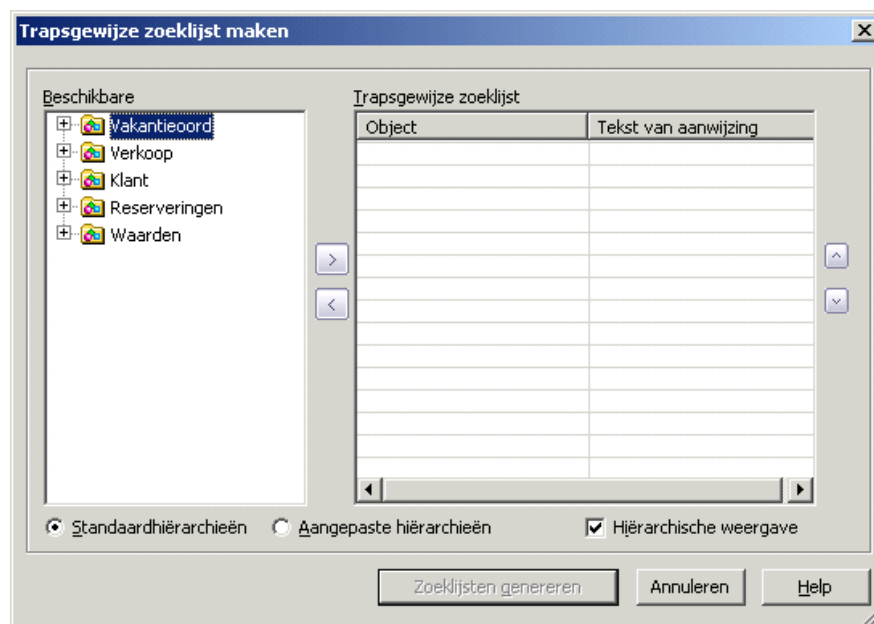 Trapsgewijze zoeklijst maken
Beschikbare
Trapsgewijze zoeklijst
Vakantieoord
Verkoop
Klant
Reserveringen
Waarden
Object
Tekst van aanwijzing
Standaardhiërarchieën
Aangepaste hiërarchieën
Hiërarchische weergave
Zoeklijsten genereren
Annuleren
Help